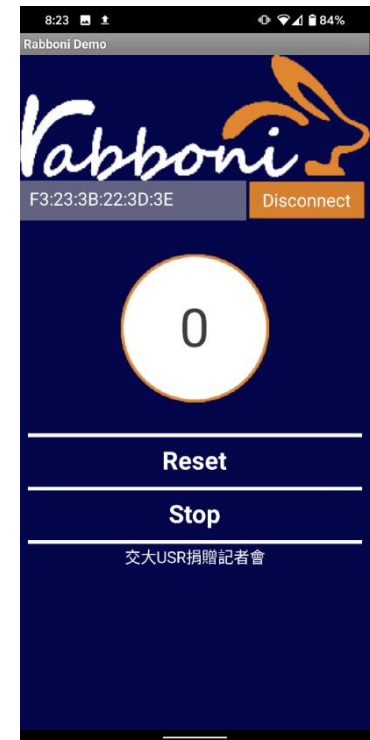 8:23 84%
Rabboni Demo
rabboni
F3:23:3B:22:3D:3E Disconnect
0
Reset
Stop
交大USR捐贈記者會